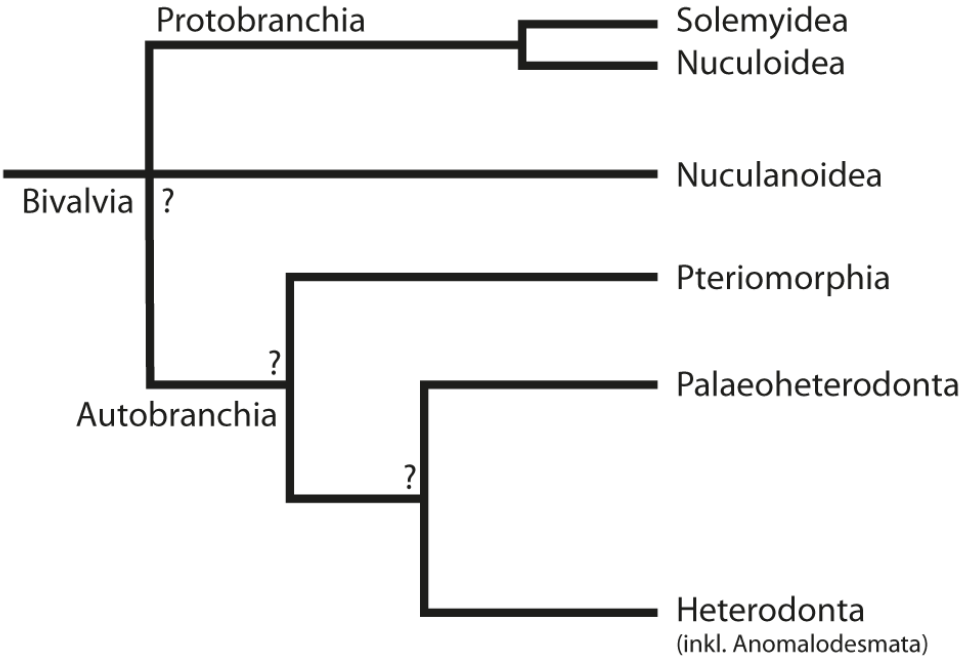 Protobranchia
Solemyidea
Nuculoidea
Nuculanoidea
Bivalvia
?
Pteriomorphia
?
Autobranchia
Palaeoheterodonta
?
Heterodonta
(inkl. Anomalodesmata)